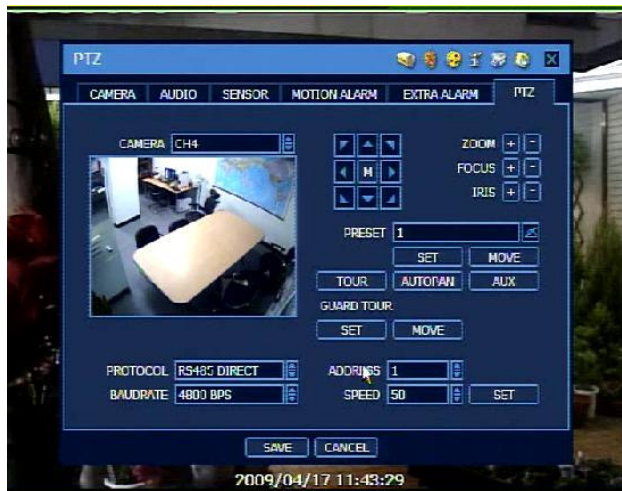 PTZ
CAMERA AUDIO SENSOR MOTION ALARM EXTRA ALARM PTZ
CAMERA CH4
M
ZOOM + -
FOCUS + -
IRIS + -
PRESET 1
SET MOVE
TOUR AUTOPAN AUX
GUARD TOUR
SET MOVE
PROTOCOL RS485 DIRECT ADDRESS 1
BAUDRATE 4800 BPS SPEED 50 SET
SAVE CANCEL
2009/04/17 11:43:29